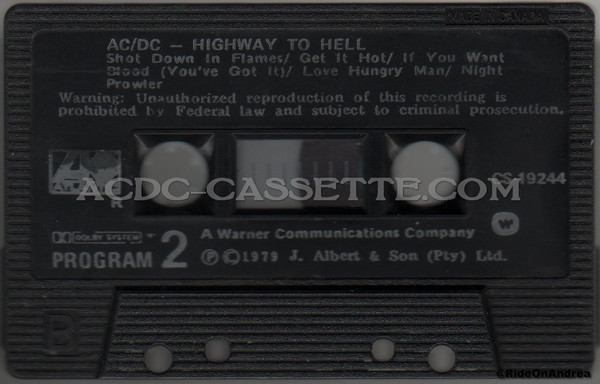 MADE IN CANADA
AC/DC – HIGHWAY TO HELL
Shot Down In Flames/ Get It Hot/ If You Want
Blood (You've Got It)/ Love Hungry Man/ Night
Prowler
Warning: Unauthorized reproduction of this recording is
prohibited by Federal law and subject to criminal prosecution.
ACDC-CASSETTE.COM
CS 19244
R
DOLBY SYSTEM
A Warner Communications Company
PROGRAM 2
Ⓟ©1979 J. Albert & Son (Pty) Ltd.
B
©RideOnAndrea